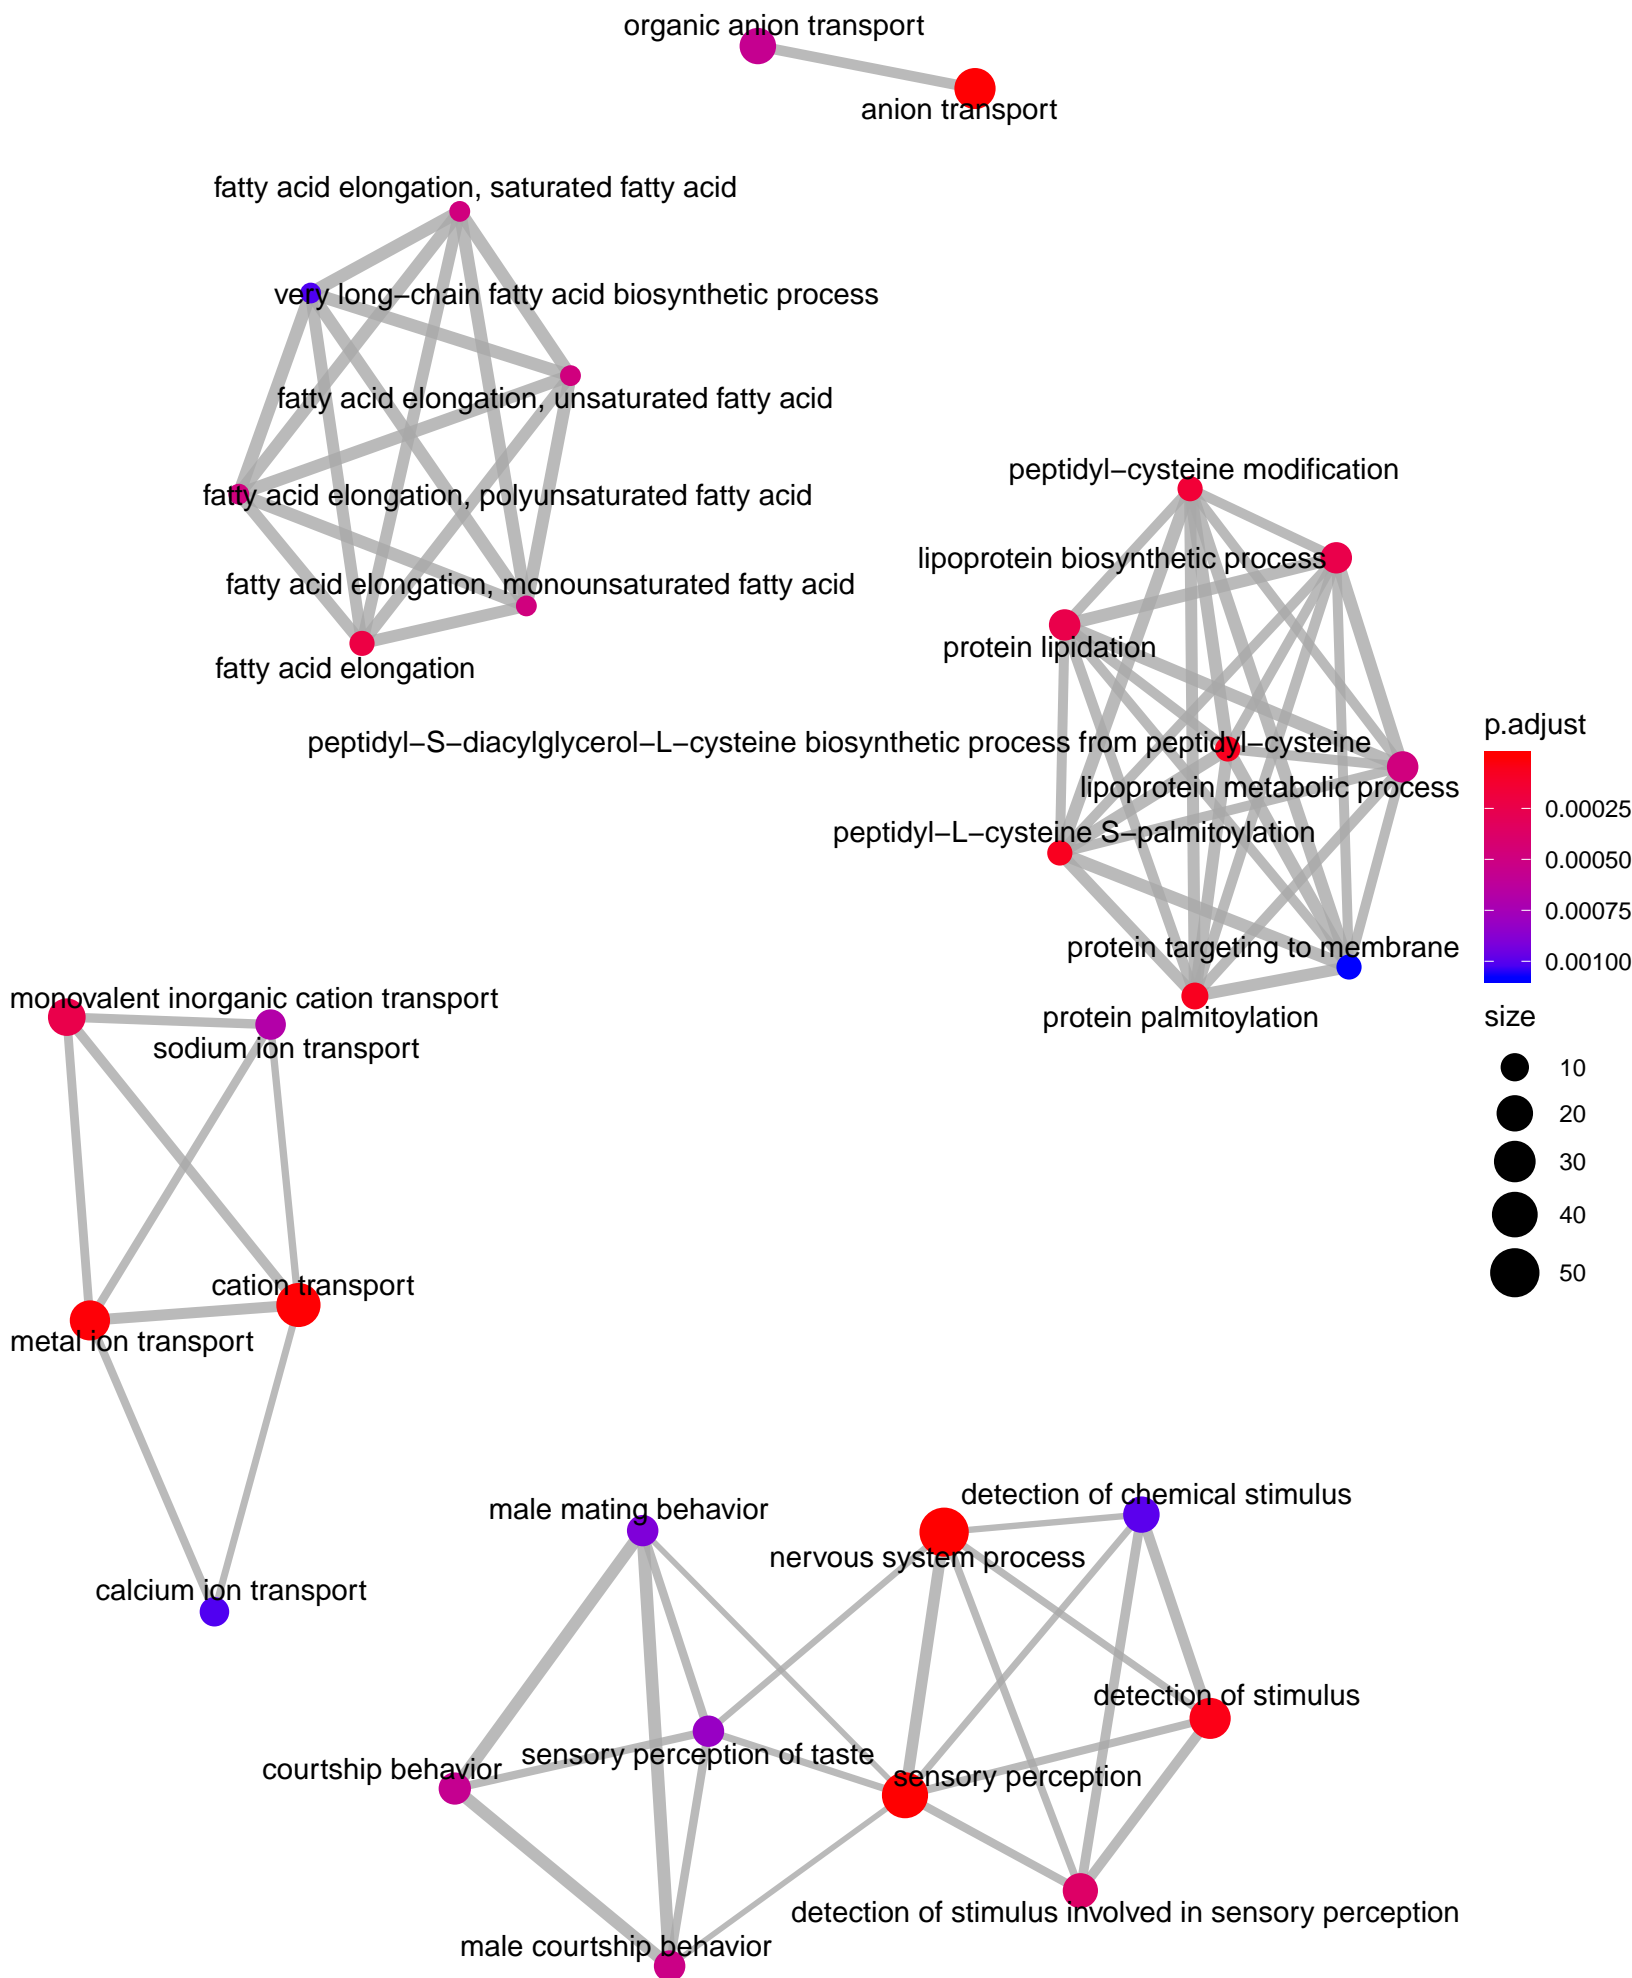 organic anion transport
anion transport
fatty acid elongation, saturated fatty acid
very long−chain fatty acid biosynthetic process
fatty acid elongation, unsaturated fatty acid
fatty acid elongation, polyunsaturated fatty acid
fatty acid elongation, monounsaturated fatty acid
fatty acid elongation
peptidyl−cysteine modification
lipoprotein biosynthetic process
protein lipidation
peptidyl−S−diacylglycerol−L−cysteine biosynthetic process from peptidyl−cysteine
lipoprotein metabolic process
peptidyl−L−cysteine S−palmitoylation
protein targeting to membrane
protein palmitoylation
p.adjust
0.00025
0.00050
0.00075
0.00100
size
10
20
30
40
50
monovalent inorganic cation transport
sodium ion transport
cation transport
metal ion transport
calcium ion transport
male mating behavior
detection of chemical stimulus
nervous system process
detection of stimulus
sensory perception of taste
courtship behavior
sensory perception
detection of stimulus involved in sensory perception
male courtship behavior